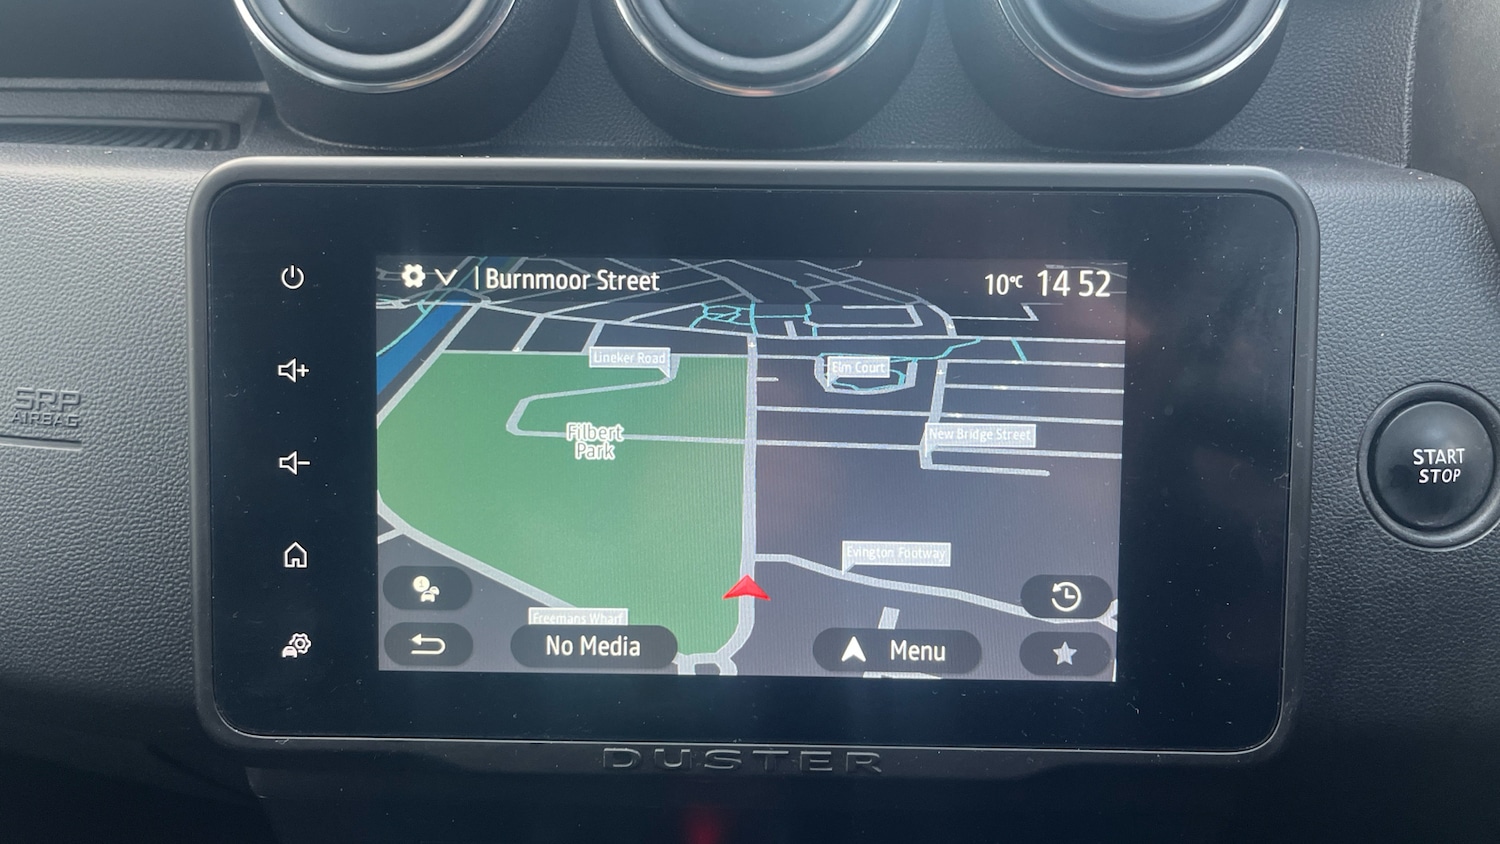 Burnmoor Street
10°C 14 52
Lineker Road
Elm Court
Filbert
Park
New Bridge Street
Evington Footway
Freemans Wharf
No Media
Menu
SRP
AIRBAG
START
STOP
DUSTER